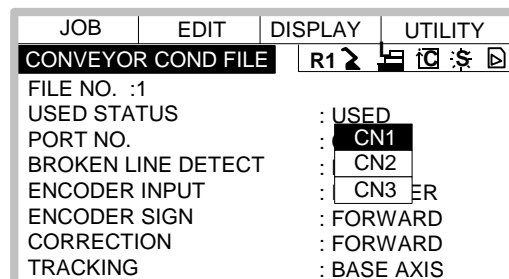 JOB EDIT DISPLAY UTILITY
CONVEYOR COND FILE R1
FILE NO. :1
USED STATUS : USED
PORT NO. : CN1
BROKEN LINE DETECT : CN2
ENCODER INPUT : CN3 ER
ENCODER SIGN : FORWARD
CORRECTION : FORWARD
TRACKING : BASE AXIS